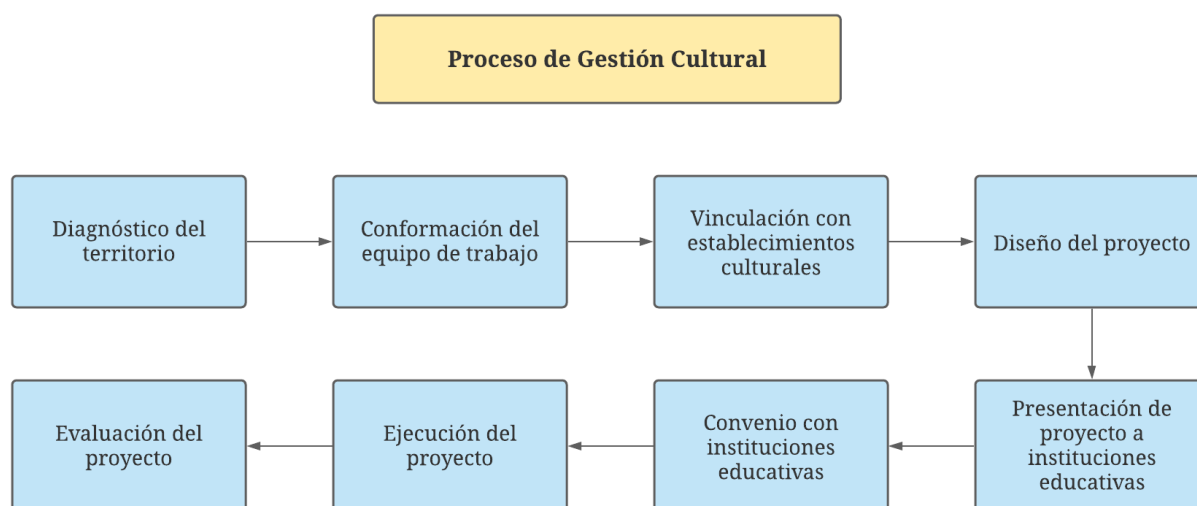 Proceso de Gestión Cultural
Diagnóstico del
territorio
Conformación del
equipo de trabajo
Vinculación con
establecimientos
culturales
Diseño del proyecto
Presentación de
proyecto a
instituciones
educativas
Convenio con
instituciones
educativas
Ejecución del
proyecto
Evaluación del
proyecto